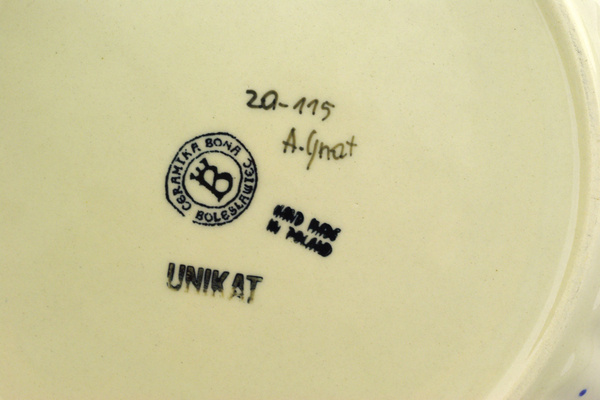 20-115
A. Gnat
CERAMIKA BONA
B
BOLESŁAWIEC
HAND MADE
IN POLAND
UNIKAT